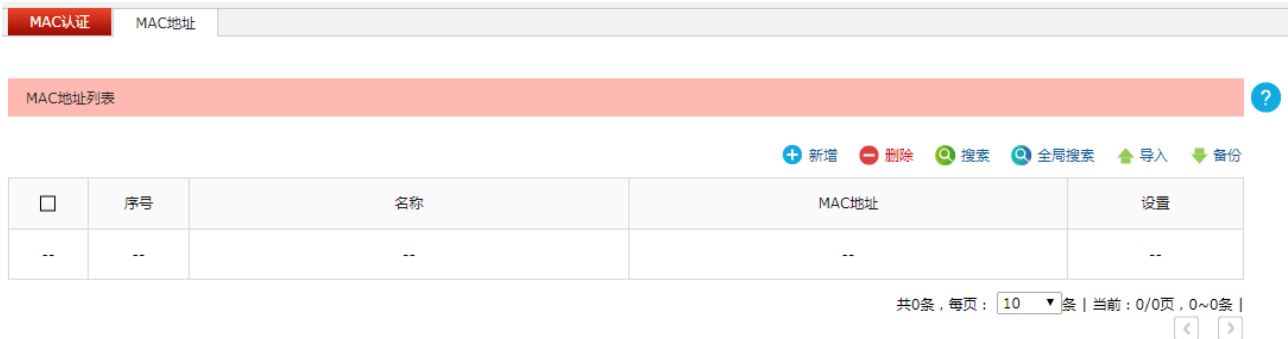 MAC认证 MAC地址
MAC地址列表 ?
新增 删除 搜索 全局搜索 导入 备份
序号 名称 MAC地址 设置
-- -- -- -- --
共0条，每页： 10 条 | 当前：0/0页，0~0条 |
< >